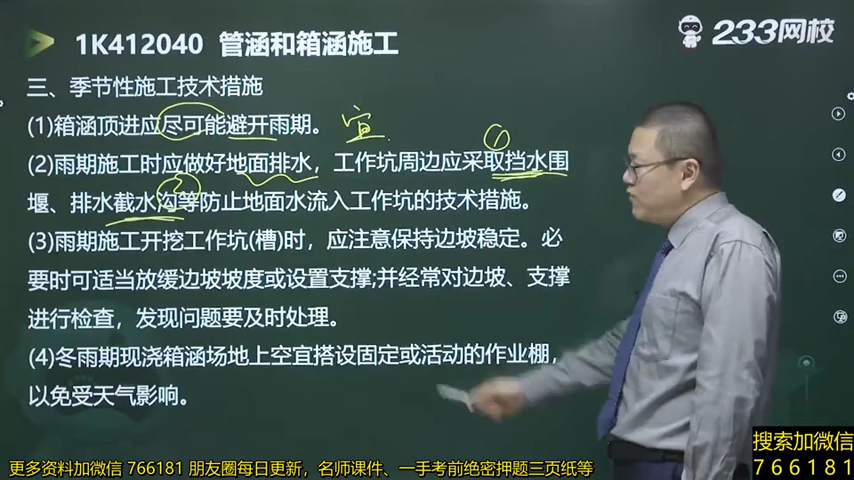 1K412040 管涵和箱涵施工
233网校
三、季节性施工技术措施
(1)箱涵顶进应尽可能避开雨期。 宜
①
(2)雨期施工时应做好地面排水，工作坑周边应采取挡水围
②
堰、排水截水沟等防止地面水流入工作坑的技术措施。
(3)雨期施工开挖工作坑(槽)时，应注意保持边坡稳定。必
要时可适当放缓边坡坡度或设置支撑;并经常对边坡、支撑
进行检查，发现问题要及时处理。
(4)冬雨期现浇箱涵场地上空宜搭设固定或活动的作业棚，
以免受天气影响。
搜索加微信
766181
更多资料加微信 766181 朋友圈每日更新，名师课件、一手考前绝密押题三页纸等